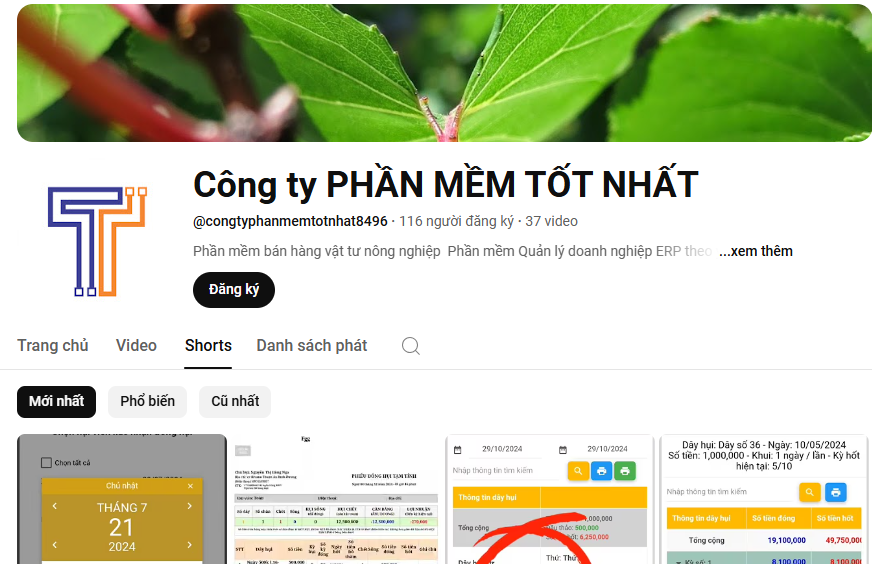 Công ty PHẦN MỀM TỐT NHẤT
@congtyphanmemtotnhat8496 · 116 người đăng ký · 37 video
Phần mềm bán hàng vật tư nông nghiệp Phần mềm Quản lý doanh nghiệp ERP theo ...xem thêm
Đăng ký
Trang chủ Video Shorts Danh sách phát
Mới nhất Phổ biến Cũ nhất
Chọn tất cả
Chủ nhật ×
THÁNG 7
21
2024
PHIẾU ĐÓNG HỤI TẠM TÍNH
12,500,000 -12,500,000 -270,000
29/10/2024 29/10/2024
Nhập thông tin tìm kiếm
Thông tin dây hụi
Tổng cộng
500,000
6,250,000
Thứ:
Dây hụi: Dây số 36 - Ngày: 10/05/2024
Số tiền: 1,000,000 - Khui: 1 ngày / lần - Kỳ hốt
hiện tại: 5/10
Nhập thông tin tìm kiếm
Thông tin dây hụi Số tiền đóng Số tiền hốt
Tổng cộng 19,100,000 49,750,00
Kỳ số: 1 8,100,000